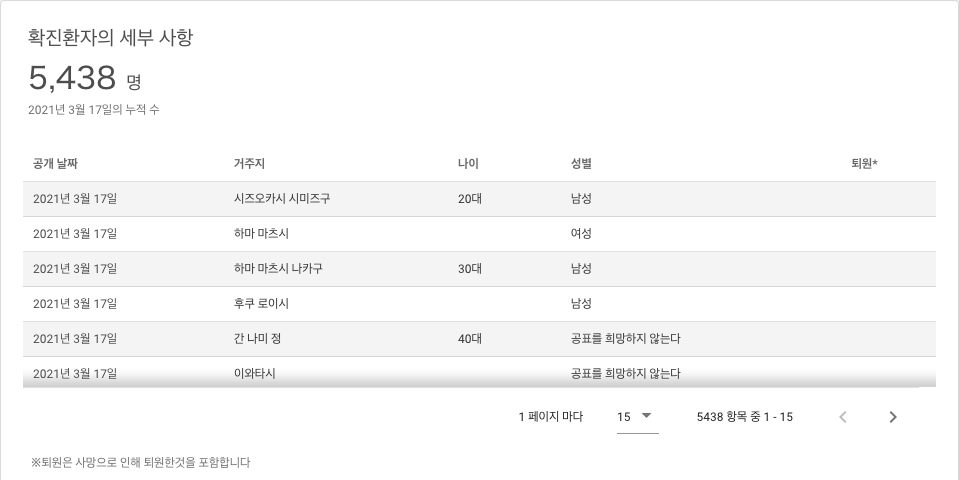 확진환자의 세부 사항
5,438 명
2021년 3월 17일의 누적 수
공개 날짜 거주지 나이 성별 퇴원*
2021년 3월 17일 시즈오카시 시미즈구 20대 남성
2021년 3월 17일 하마 마츠시 여성
2021년 3월 17일 하마 마츠시 나카구 30대 남성
2021년 3월 17일 후쿠 로이시 남성
2021년 3월 17일 간 나미 정 40대 공표를 희망하지 않는다
2021년 3월 17일 이와타시 공표를 희망하지 않는다
1 페이지 마다 15 5438 항목 중 1 - 15
※퇴원은 사망으로 인해 퇴원한것을 포함합니다